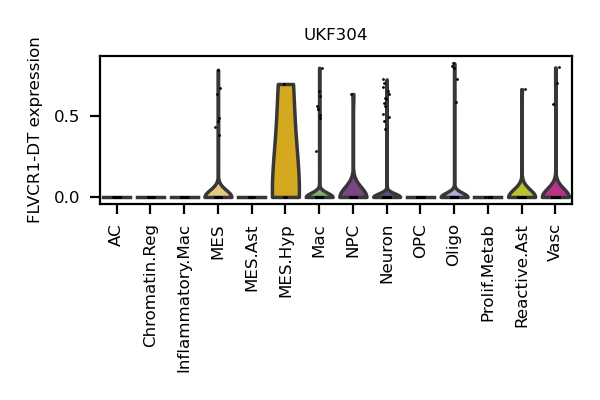 UKF304
FLVCR1-DT expression
0.5
0.0
AC
Chromatin.Reg
Inflammatory.Mac
MES
MES.Ast
MES.Hyp
Mac
NPC
Neuron
OPC
Oligo
Prolif.Metab
Reactive.Ast
Vasc